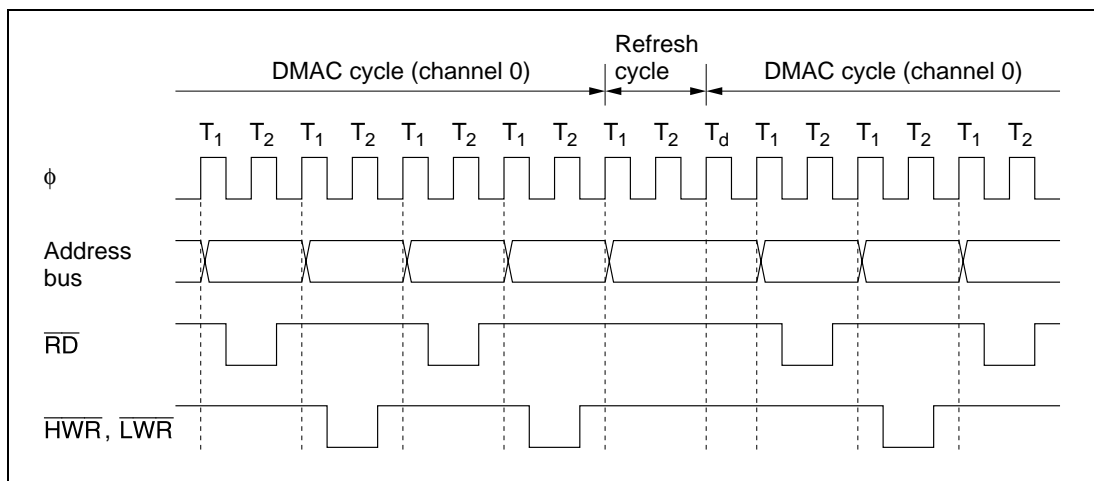 Refresh
DMAC cycle (channel 0) cycle DMAC cycle (channel 0)
T1 T2 T1 T2 T1 T2 T1 T2 T1 T2 Td T1 T2 T1 T2 T1 T2
ϕ
Address
bus
RD
HWR, LWR